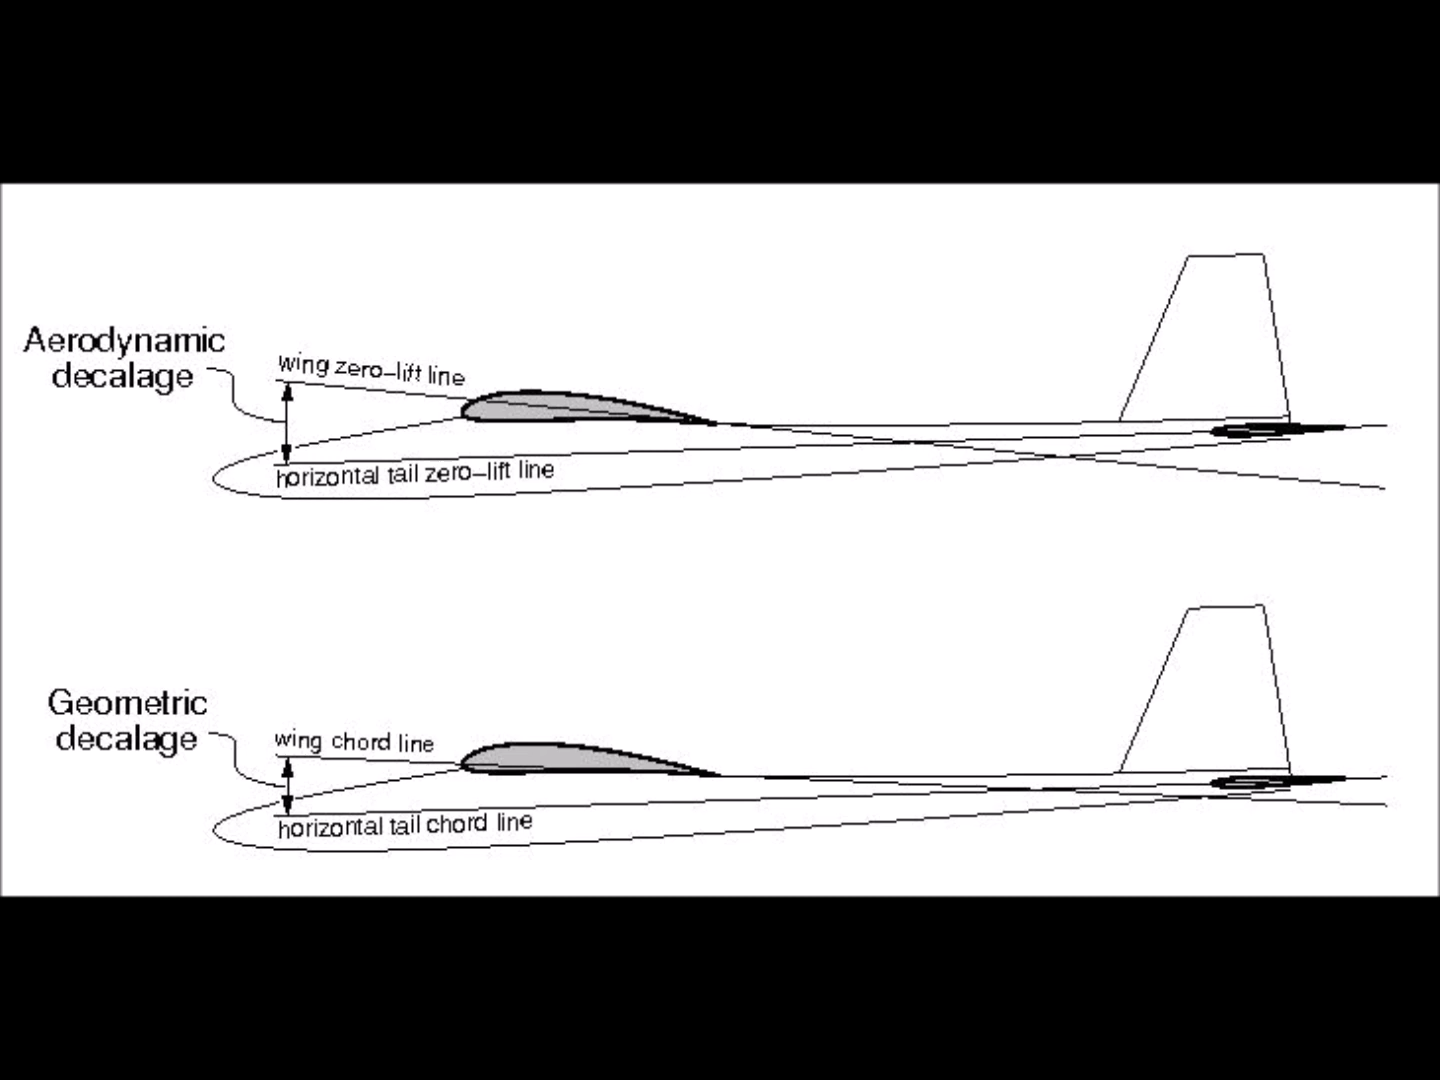 Aerodynamic
decalage
wing zero–lift line
horizontal tail zero–lift line
Geometric
decalage
wing chord line
horizontal tail chord line